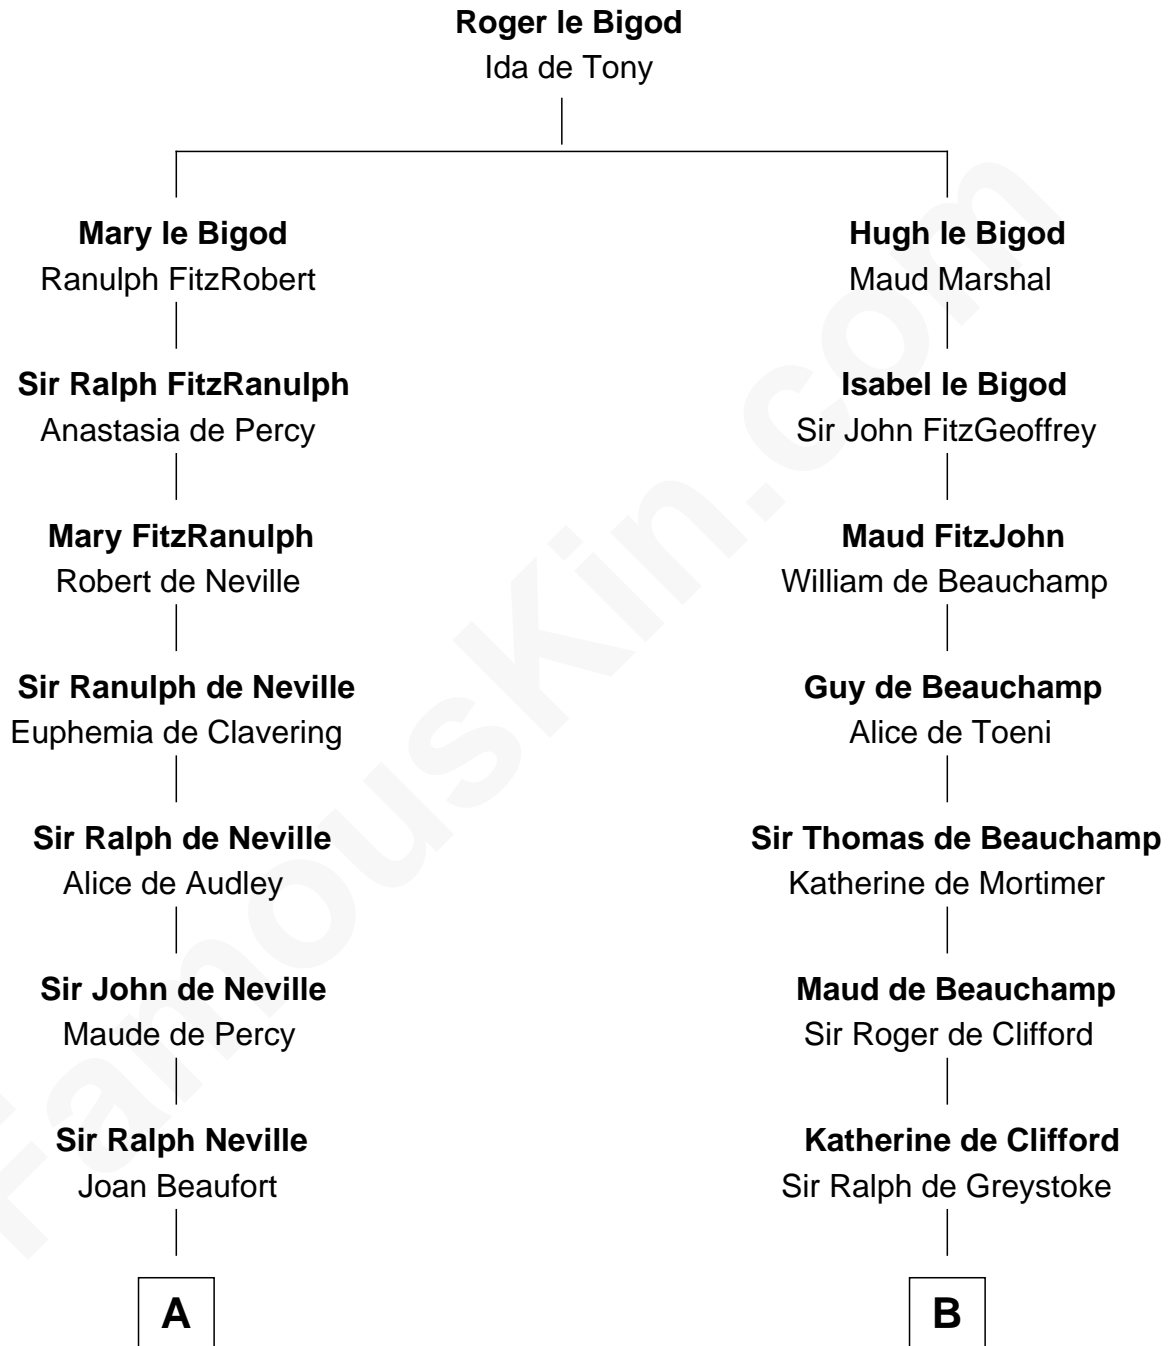 Roger le Bigod
Ida de Tony
Mary le Bigod
Ranulph FitzRobert
Hugh le Bigod
Maud Marshal
Sir Ralph FitzRanulph
Anastasia de Percy
Isabel le Bigod
Sir John FitzGeoffrey
Mary FitzRanulph
Robert de Neville
Maud FitzJohn
William de Beauchamp
Sir Ranulph de Neville
Euphemia de Clavering
Guy de Beauchamp
Alice de Toeni
Sir Ralph de Neville
Alice de Audley
Sir Thomas de Beauchamp
Katherine de Mortimer
Sir John de Neville
Maude de Percy
Maud de Beauchamp
Sir Roger de Clifford
Sir Ralph Neville
Joan Beaufort
Katherine de Clifford
Sir Ralph de Greystoke
A
B
FamousKin.com